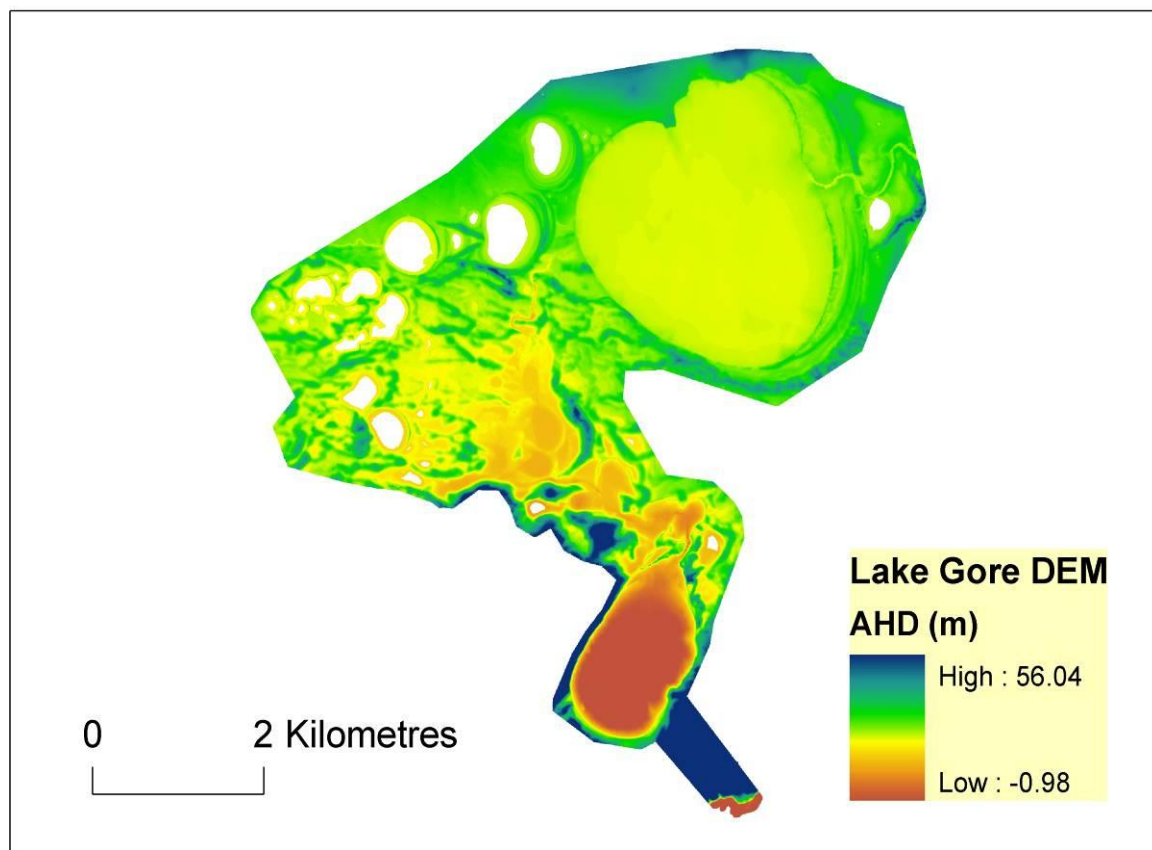 Lake Gore DEM
AHD (m)
High : 56.04
Low : -0.98
0 2 Kilometres